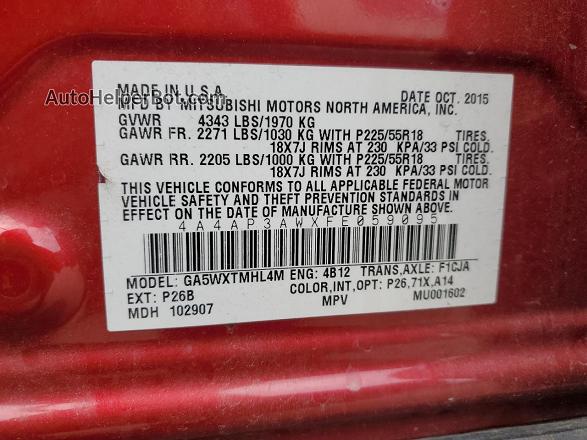 MADE IN U.S.A. DATE OCT. 2015
AutoHelperBot.com
MFD BY MITSUBISHI MOTORS NORTH AMERICA, INC.
GVWR 4343 LBS/1970 KG
GAWR FR. 2271 LBS/1030 KG WITH P225/55R18 TIRES.
18X7J RIMS AT 230 KPA/33 PSI COLD.
GAWR RR. 2205 LBS/1000 KG WITH P225/55R18 TIRES.
18X7J RIMS AT 230 KPA/33 PSI COLD.
THIS VEHICLE CONFORMS TO ALL APPLICABLE FEDERAL MOTOR
VEHICLE SAFETY AND THEFT PREVENTION STANDARDS IN
EFFECT ON THE DATE OF MANUFACTURE SHOWN ABOVE.
4A4AP3AWXFE059095
MODEL: GA5WXTMHL4M ENG: 4B12 TRANS,AXLE: F1CJA
EXT: P26B COLOR,INT,OPT: P26,71X,A14
MDH 102907 MPV MU001602